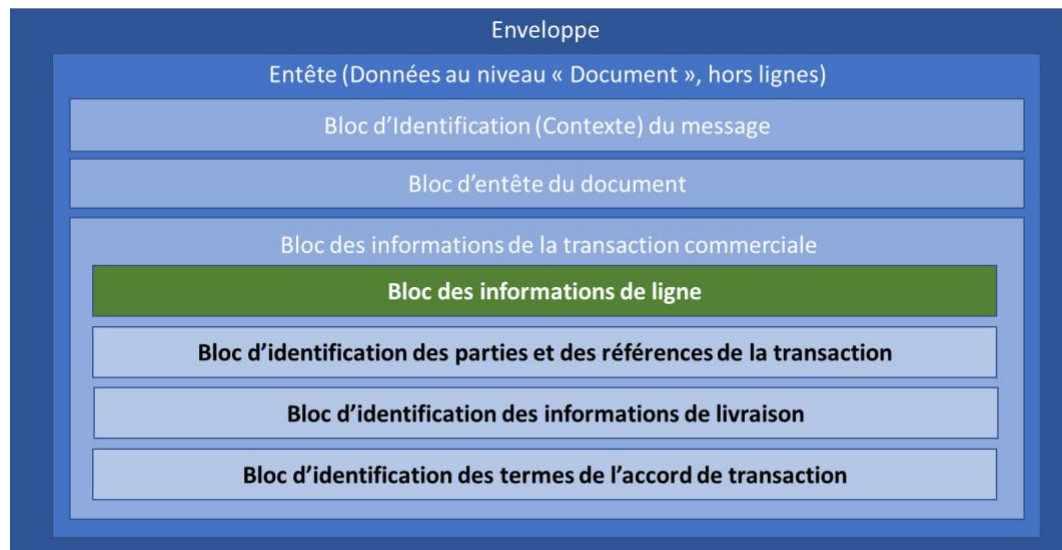 Enveloppe
Entête (Données au niveau « Document », hors lignes)
Bloc d'Identification (Contexte) du message
Bloc d'entête du document
Bloc des informations de la transaction commerciale
Bloc des informations de ligne
Bloc d'identification des parties et des références de la transaction
Bloc d'identification des informations de livraison
Bloc d'identification des termes de l'accord de transaction